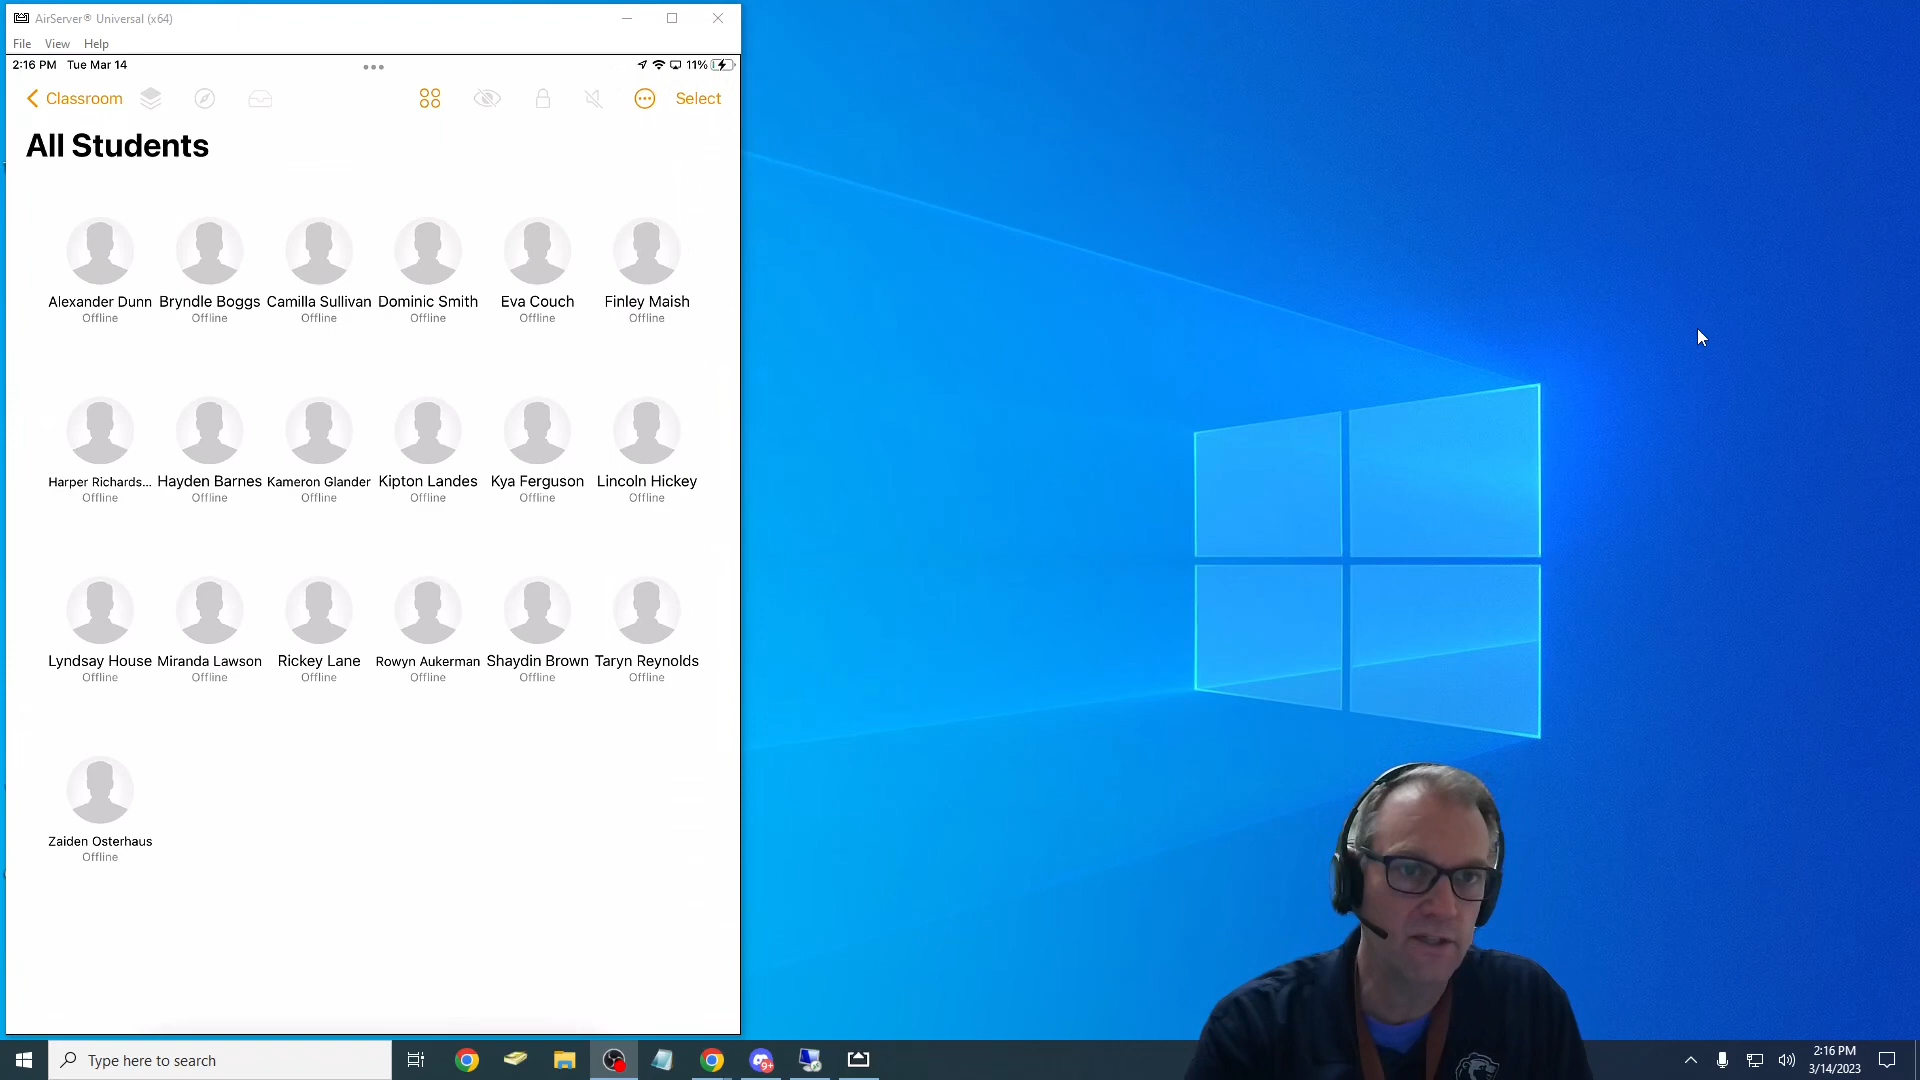 AirServer® Universal (x64)
File View Help
2:16 PM Tue Mar 14
11%
Classroom
Select
All Students
Alexander Dunn Bryndle Boggs Camilla Sullivan Dominic Smith Eva Couch Finley Maish
Offline Offline Offline Offline Offline Offline
Harper Richards... Hayden Barnes Kameron Glander Kipton Landes Kya Ferguson Lincoln Hickey
Offline Offline Offline Offline Offline Offline
Lyndsay House Miranda Lawson Rickey Lane Rowyn Aukerman Shaydin Brown Taryn Reynolds
Offline Offline Offline Offline Offline Offline
Zaiden Osterhaus
Offline
Type here to search
9+
2:16 PM
3/14/2023